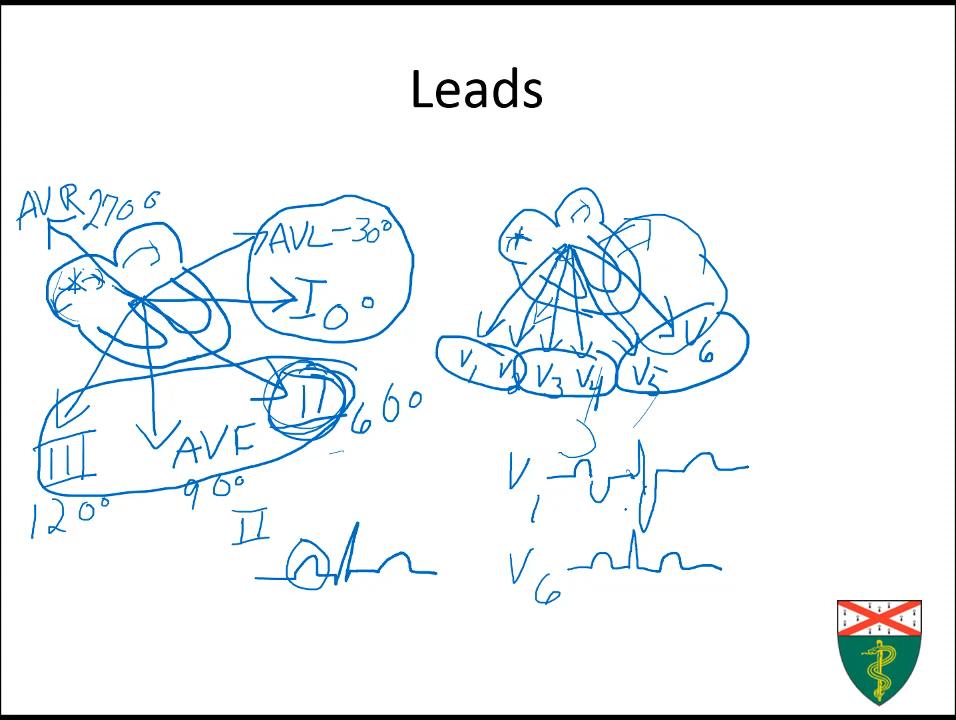 Leads
AVR 270°
AVL -30°
I 0°
II 60°
III 120°
AVF 90°
V1 V2 V3 V4 V5 V6
II
V1
V6